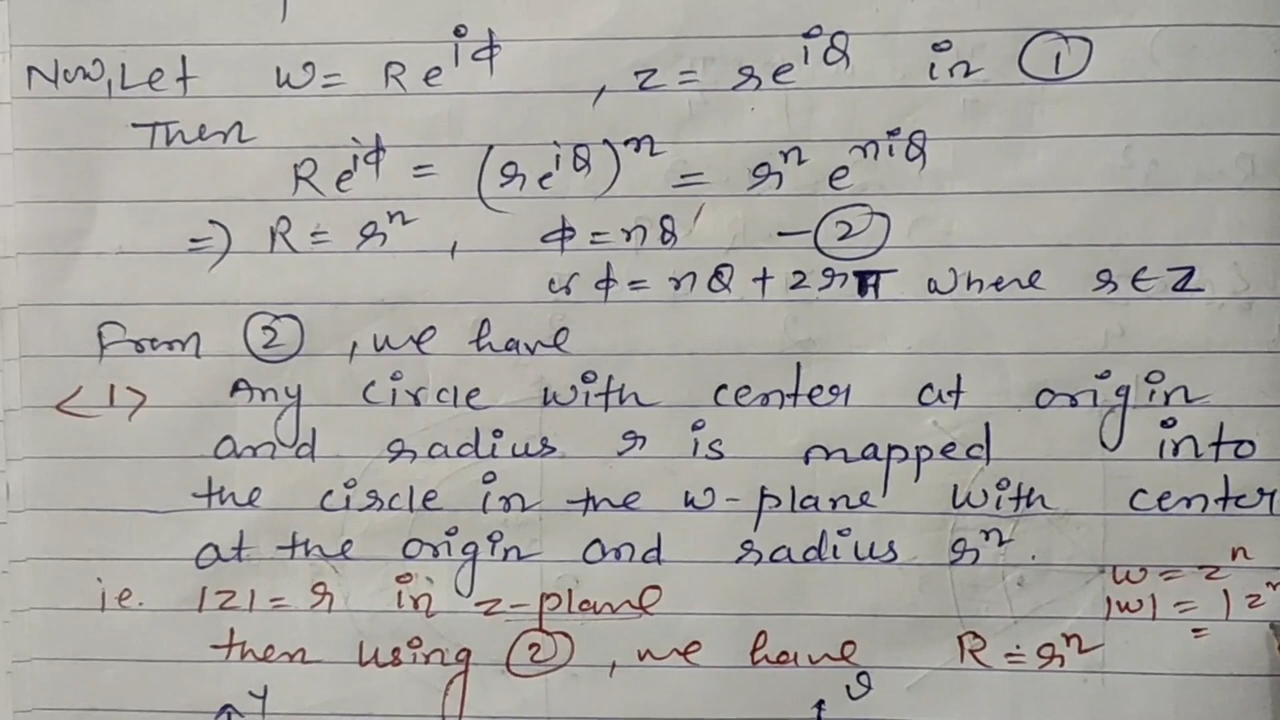 Now, Let w = Re^{iϕ}, z = re^{iθ} in ①
Then
Re^{iϕ} = (re^{iθ})^n = r^n e^{niθ}
=> R = r^n, ϕ = nθ - ②
or ϕ = nθ + 2rπ where r ∈ Z
From ②, we have
<1> Any circle with center at origin
and radius r is mapped into
the circle in the w-plane with center
at the origin and radius r^n.
w = z^n
ie. |z| = r in z-plane
|w| = |z^n
=
then using ②, we have R = r^n
y
v